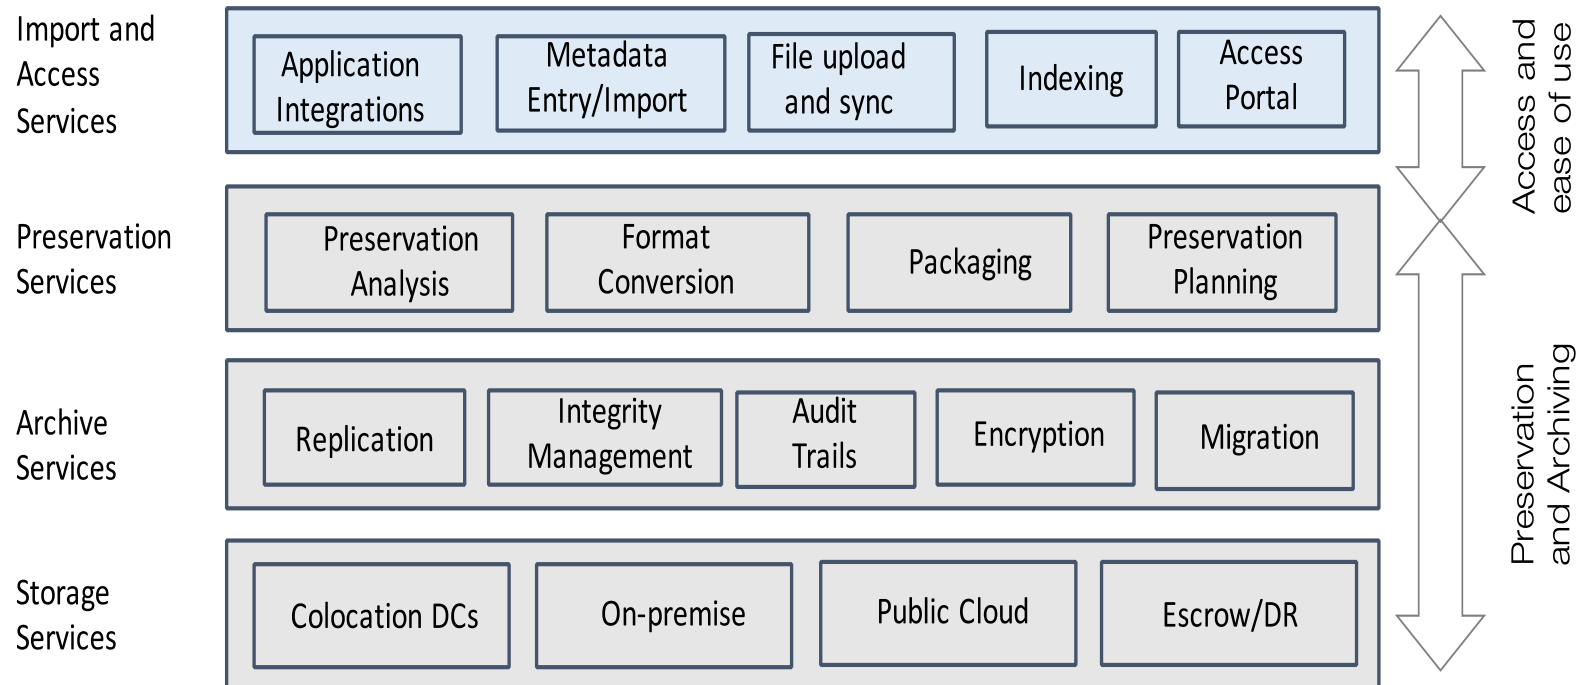 Import and
Access
Services
Application
Integrations
Metadata
Entry/Import
File upload
and sync
Indexing
Access
Portal
Access and
ease of use
Preservation
Services
Preservation
Analysis
Format
Conversion
Packaging
Preservation
Planning
Archive
Services
Replication
Integrity
Management
Audit
Trails
Encryption
Migration
Preservation
and Archiving
Storage
Services
Colocation DCs
On-premise
Public Cloud
Escrow/DR